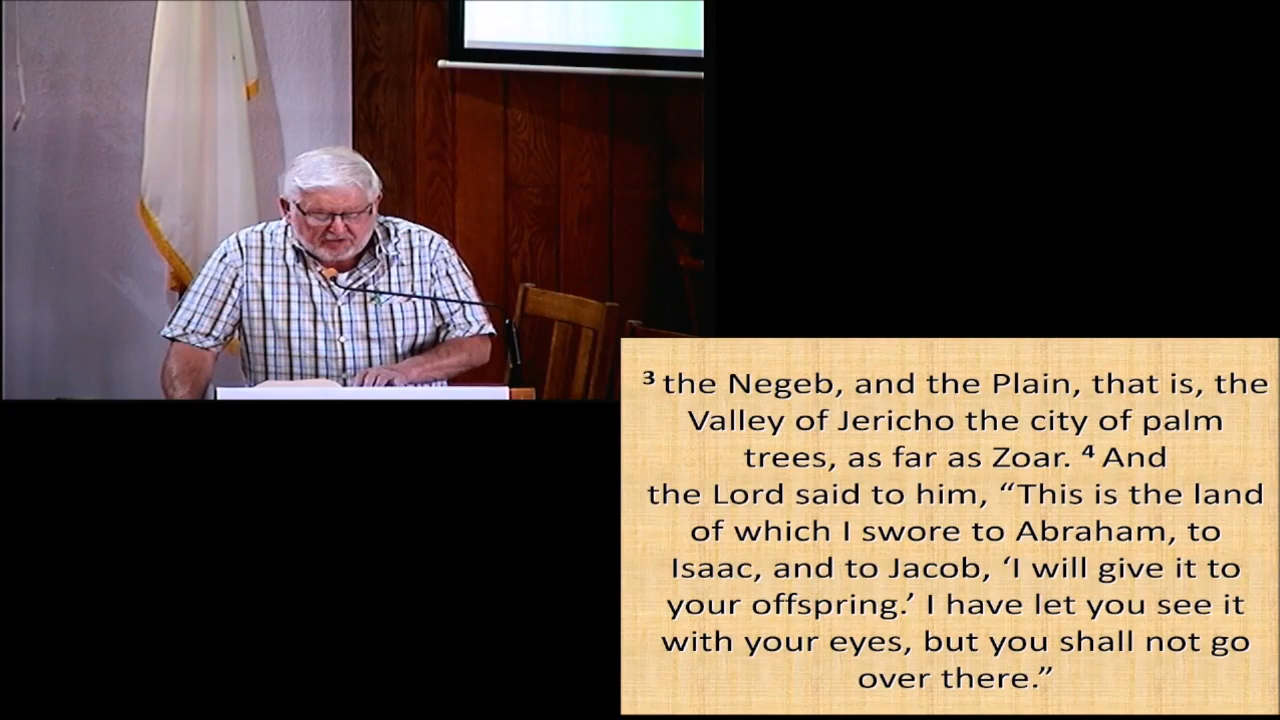 ³ the Negeb, and the Plain, that is, the
Valley of Jericho the city of palm
trees, as far as Zoar. ⁴ And
the Lord said to him, “This is the land
of which I swore to Abraham, to
Isaac, and to Jacob, ‘I will give it to
your offspring.’ I have let you see it
with your eyes, but you shall not go
over there.”